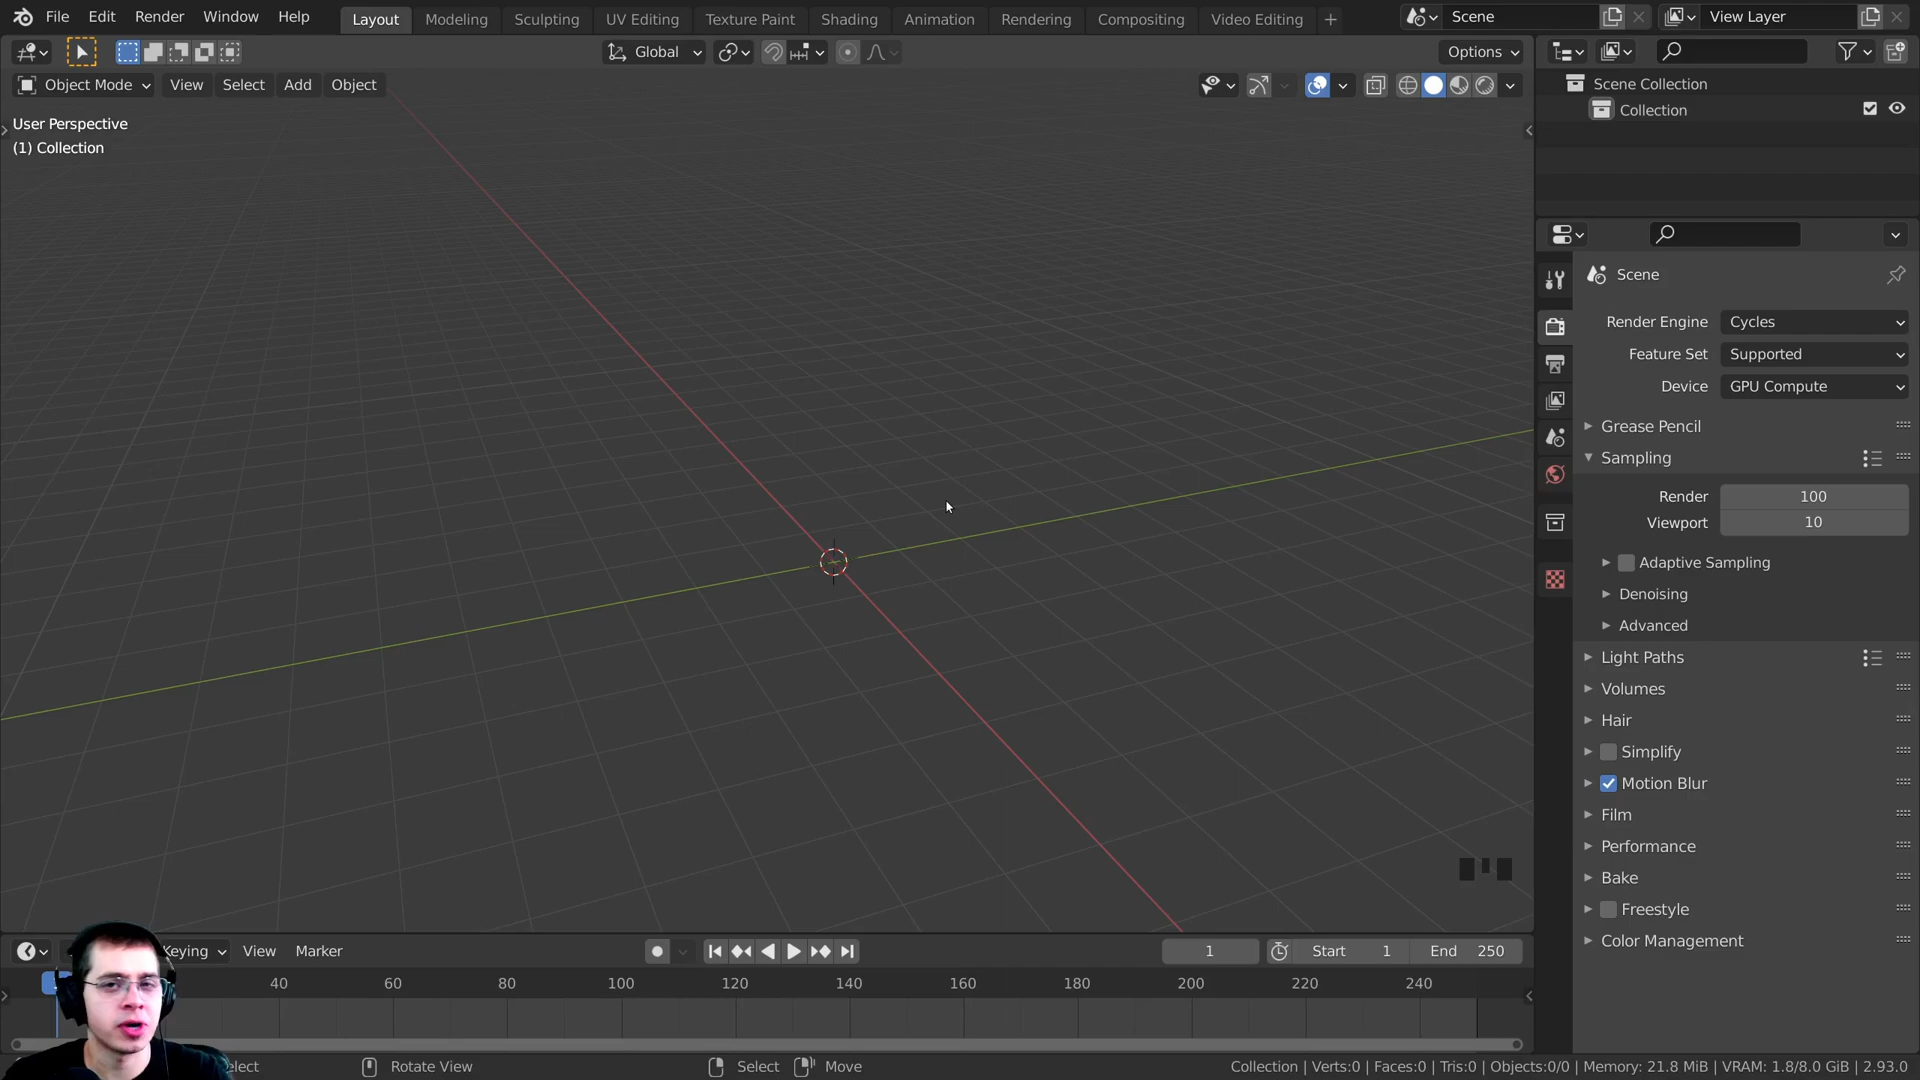 File Edit Render Window Help Layout Modeling Sculpting UV Editing Texture Paint Shading Animation Rendering Compositing Video Editing Scene View Layer
Global Options
Object Mode View Select Add Object
User Perspective
(1) Collection
Scene Collection
Collection
Scene
Render Engine Cycles
Feature Set Supported
Device GPU Compute
Grease Pencil
Sampling
Render 100
Viewport 10
Adaptive Sampling
Denoising
Advanced
Light Paths
Volumes
Hair
Simplify
Motion Blur
Film
Performance
Bake
Freestyle
Color Management
Keying View Marker 1 Start 1 End 250
40 60 80 100 120 140 160 180 200 220 240
Rotate View Select Move Collection | Verts:0 | Faces:0 | Tris:0 | Objects:0/0 | Memory: 21.8 MiB | VRAM: 1.8/8.0 GiB | 2.93.0